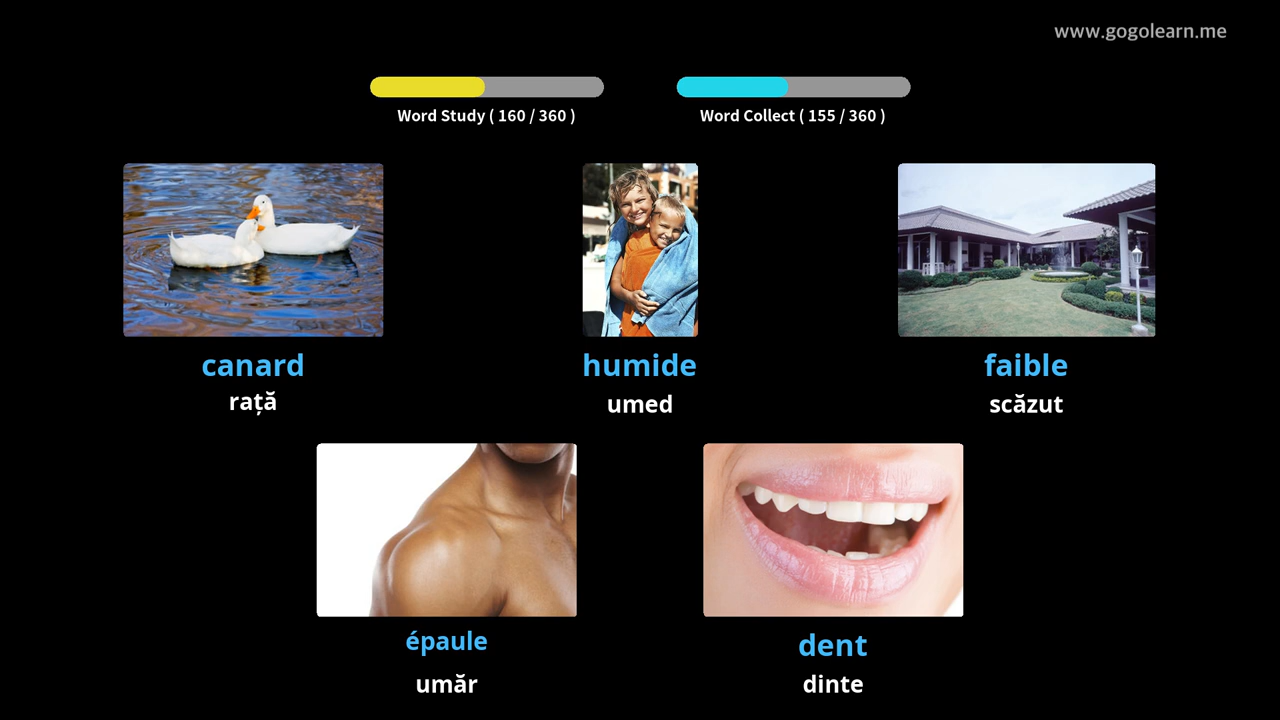 www.gogolearn.me
Word Study ( 160 / 360 )
Word Collect ( 155 / 360 )
canard
rață
humide
umed
faible
scăzut
épaule
umăr
dent
dinte